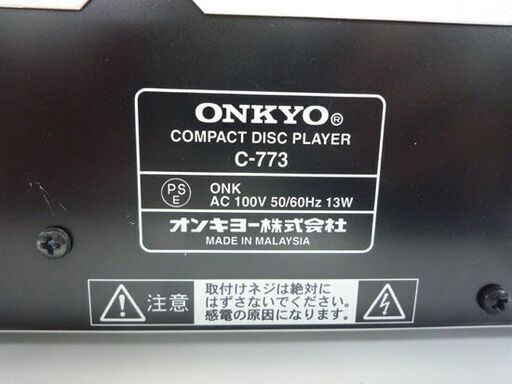 ONKYO®
COMPACT DISC PLAYER
C-773
PS
E
ONK
AC 100V 50/60Hz 13W
オンキヨー株式会社
MADE IN MALAYSIA
注意
取付けネジは絶対に
はずさないでください。
感電の原因になります。